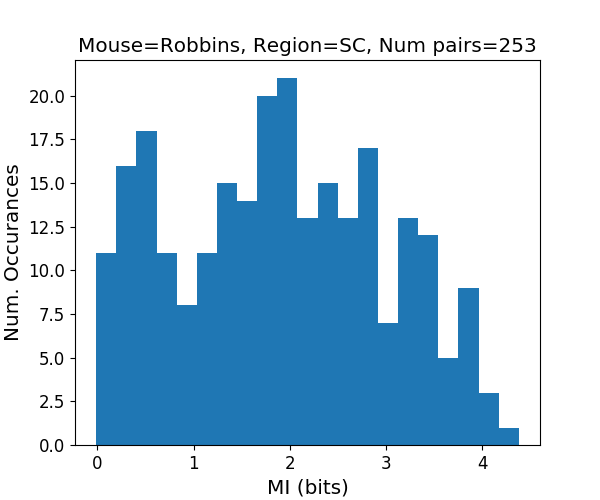 Mouse=Robbins, Region=SC, Num pairs=253
Num. Occurances
20.0
17.5
15.0
12.5
10.0
7.5
5.0
2.5
0.0
0 1 2 3 4
MI (bits)